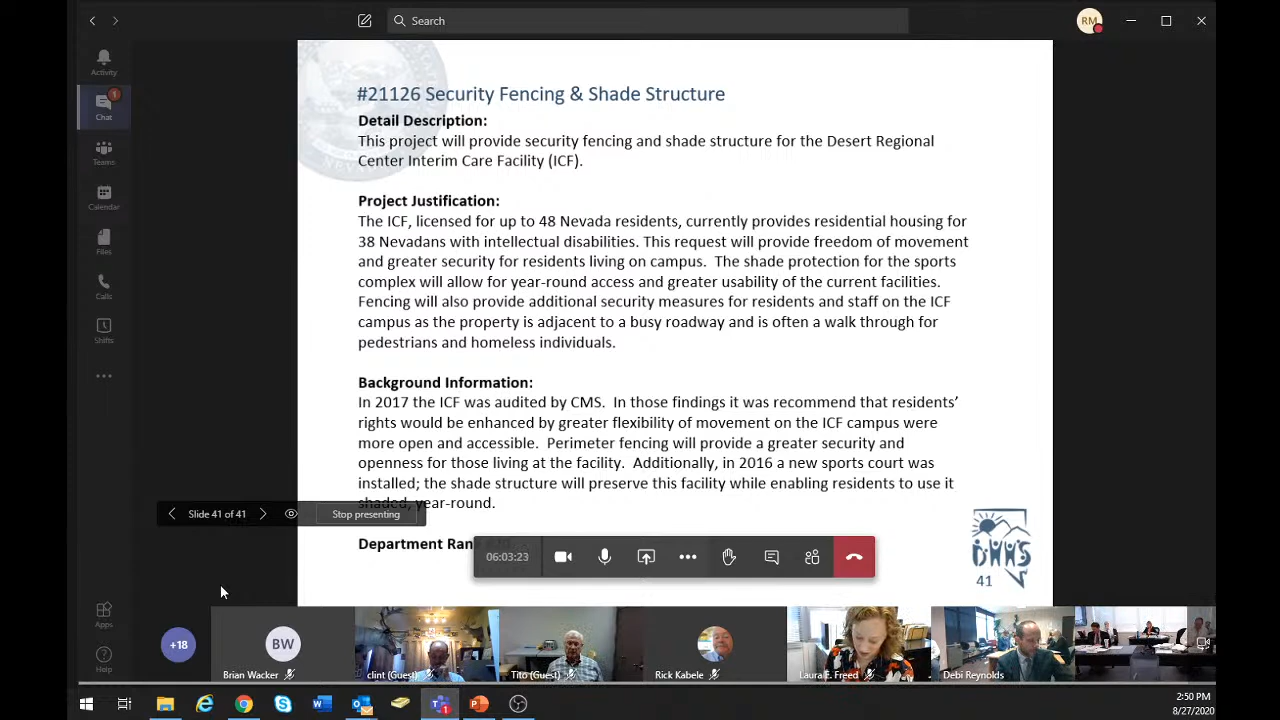 Search
RM
Activity
1
Chat
Teams
Calendar
Files
Calls
Shifts
Apps
Help
#21126 Security Fencing & Shade Structure
Detail Description:
This project will provide security fencing and shade structure for the Desert Regional
Center Interim Care Facility (ICF).
Project Justification:
The ICF, licensed for up to 48 Nevada residents, currently provides residential housing for
38 Nevadans with intellectual disabilities. This request will provide freedom of movement
and greater security for residents living on campus. The shade protection for the sports
complex will allow for year-round access and greater usability of the current facilities.
Fencing will also provide additional security measures for residents and staff on the ICF
campus as the property is adjacent to a busy roadway and is often a walk through for
pedestrians and homeless individuals.
Background Information:
In 2017 the ICF was audited by CMS. In those findings it was recommend that residents’
rights would be enhanced by greater flexibility of movement on the ICF campus were
more open and accessible. Perimeter fencing will provide a greater security and
openness for those living at the facility. Additionally, in 2016 a new sports court was
installed; the shade structure will preserve this facility while enabling residents to use it
shaded, year-round.
Slide 41 of 41
Stop presenting
Department Ran
06:03:23
DHHS
41
+18
BW
Brian Wacker
clint (Guest)
Tito (Guest)
Rick Kabele
Laura E. Freed
Debi Reynolds
2:50 PM
8/27/2020